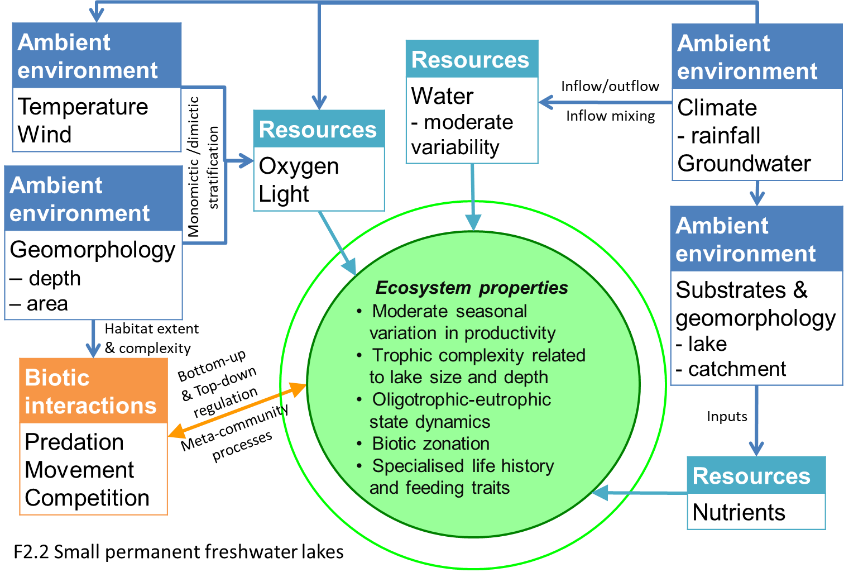 Ambient
environment
Temperature
Wind
Ambient
environment
Geomorphology
– depth
– area
Monomictic /dimictic
stratification
Resources
Oxygen
Light
Resources
Water
- moderate
variability
Inflow/outflow
Inflow mixing
Ambient
environment
Climate
- rainfall
Groundwater
Ambient
environment
Substrates &
geomorphology
- lake
- catchment
Inputs
Resources
Nutrients
Habitat extent
& complexity
Biotic
interactions
Predation
Movement
Competition
Bottom-up
& Top-down
regulation
Meta-community
processes
Ecosystem properties
• Moderate seasonal
variation in productivity
• Trophic complexity related
to lake size and depth
• Oligotrophic-eutrophic
state dynamics
• Biotic zonation
• Specialised life history
and feeding traits
F2.2 Small permanent freshwater lakes